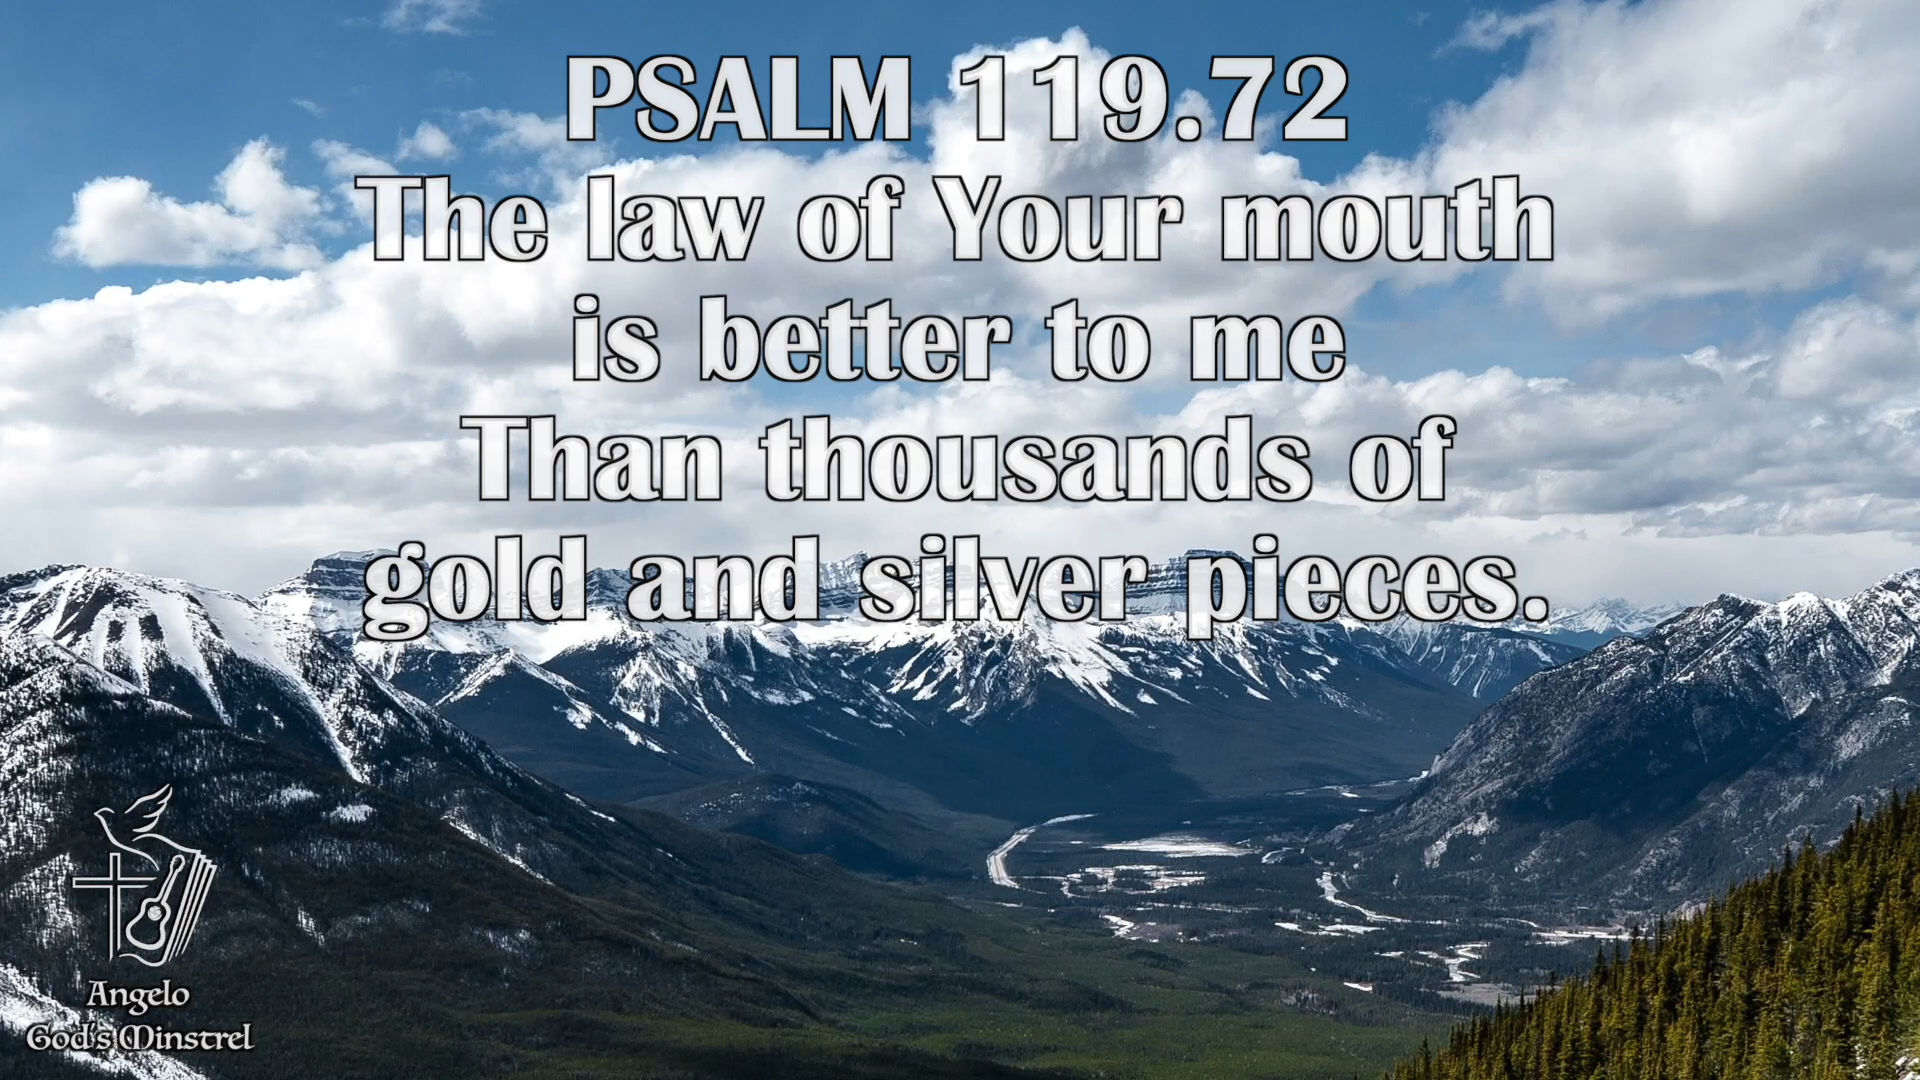 PSALM 119.72
The law of Your mouth
is better to me
Than thousands of
gold and silver pieces.
Angelo
God's Minstrel